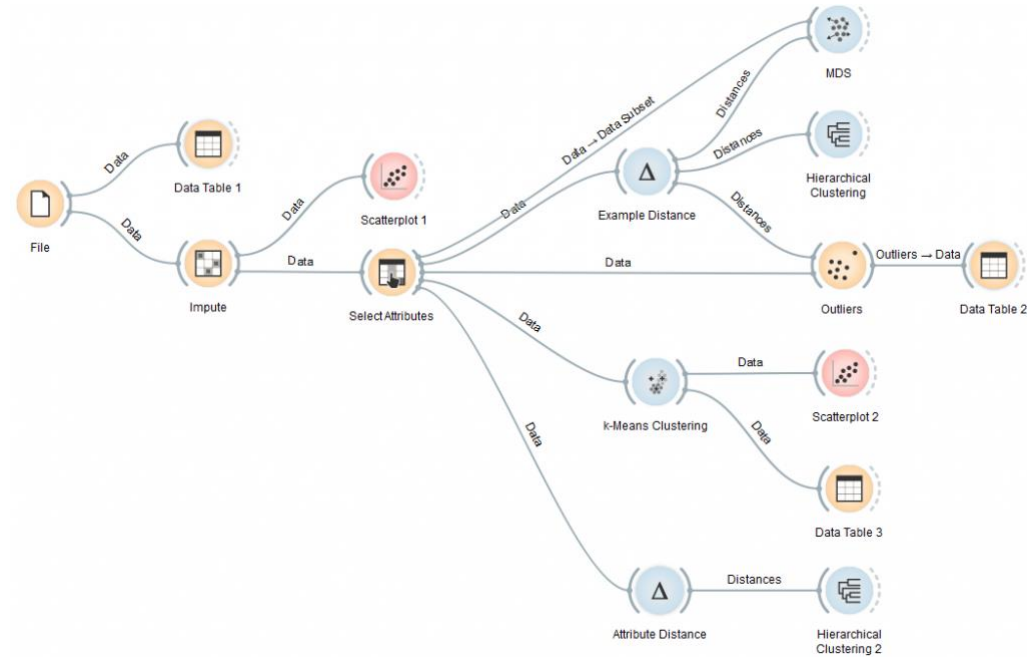 MDS
Distances
Data → Data Subset
Data
Data Table 1
Data
Scatterplot 1
Distances
Hierarchical
Clustering
Data
Example Distance
File
Data
Data
Impute
Data
Select Attributes
Distances
Data
Outliers
Outliers → Data
Data Table 2
Data
k-Means Clustering
Data
Scatterplot 2
Data
Data Table 3
Data
Attribute Distance
Distances
Hierarchical
Clustering 2